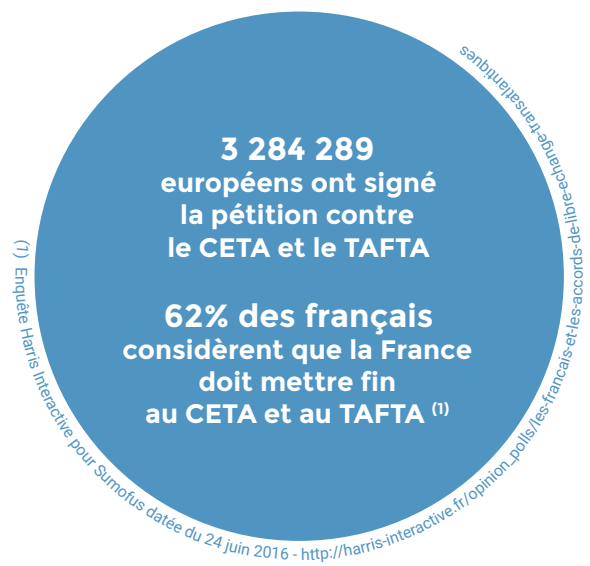 3 284 289
européens ont signé
la pétition contre
le CETA et le TAFTA
62% des français
considèrent que la France
doit mettre fin
au CETA et au TAFTA (1)
(1) Enquête Harris Interactive pour Sumofus datée du 24 juin 2016 - http://harris-interactive.fr/opinion_polls/les-francais-et-les-accords-de-libre-echange-transatlantiques